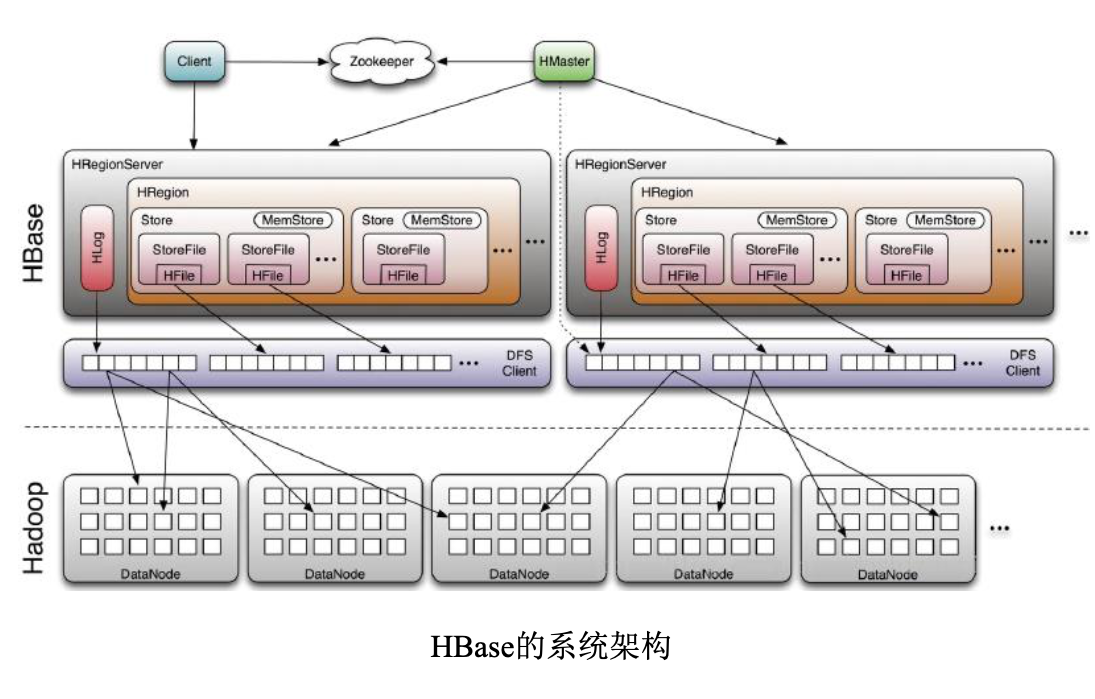 Client
Zookeeper
HMaster
HBase
HRegionServer
HRegion
HLog
Store
MemStore
StoreFile
HFile
StoreFile
HFile
...
Store
MemStore
StoreFile
HFile
...
...
HRegionServer
HRegion
HLog
Store
MemStore
StoreFile
HFile
StoreFile
HFile
...
Store
MemStore
StoreFile
HFile
...
...
...
...
DFS
Client
...
DFS
Client
Hadoop
DataNode
DataNode
DataNode
DataNode
DataNode
...
HBase的系统架构